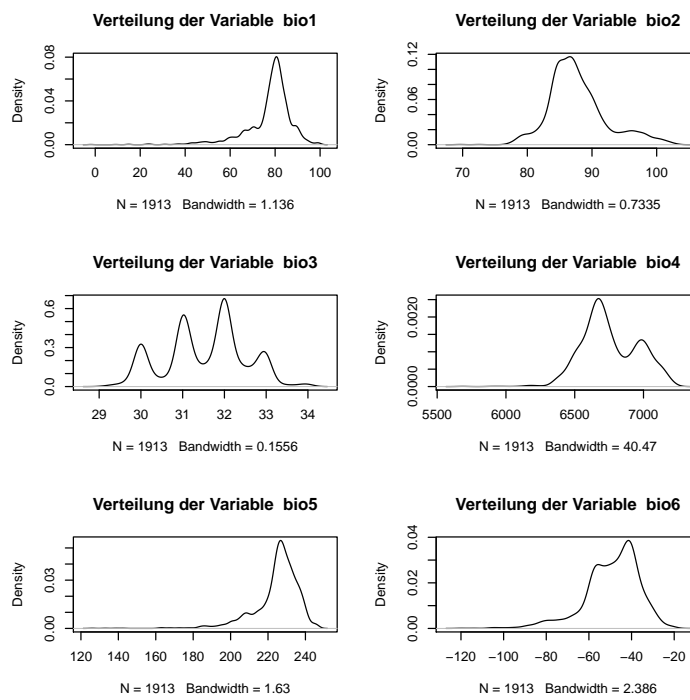 Verteilung der Variable bio1
Density
0.00 0.04 0.08
0 20 40 60 80 100
N = 1913 Bandwidth = 1.136
Verteilung der Variable bio2
Density
0.00 0.06 0.12
70 80 90 100
N = 1913 Bandwidth = 0.7335
Verteilung der Variable bio3
Density
0.0 0.3 0.6
29 30 31 32 33 34
N = 1913 Bandwidth = 0.1556
Verteilung der Variable bio4
Density
0.0000 0.0020
5500 6000 6500 7000
N = 1913 Bandwidth = 40.47
Verteilung der Variable bio5
Density
0.00 0.03
120 140 160 180 200 220 240
N = 1913 Bandwidth = 1.63
Verteilung der Variable bio6
Density
0.00 0.02 0.04
−120 −100 −80 −60 −40 −20
N = 1913 Bandwidth = 2.386